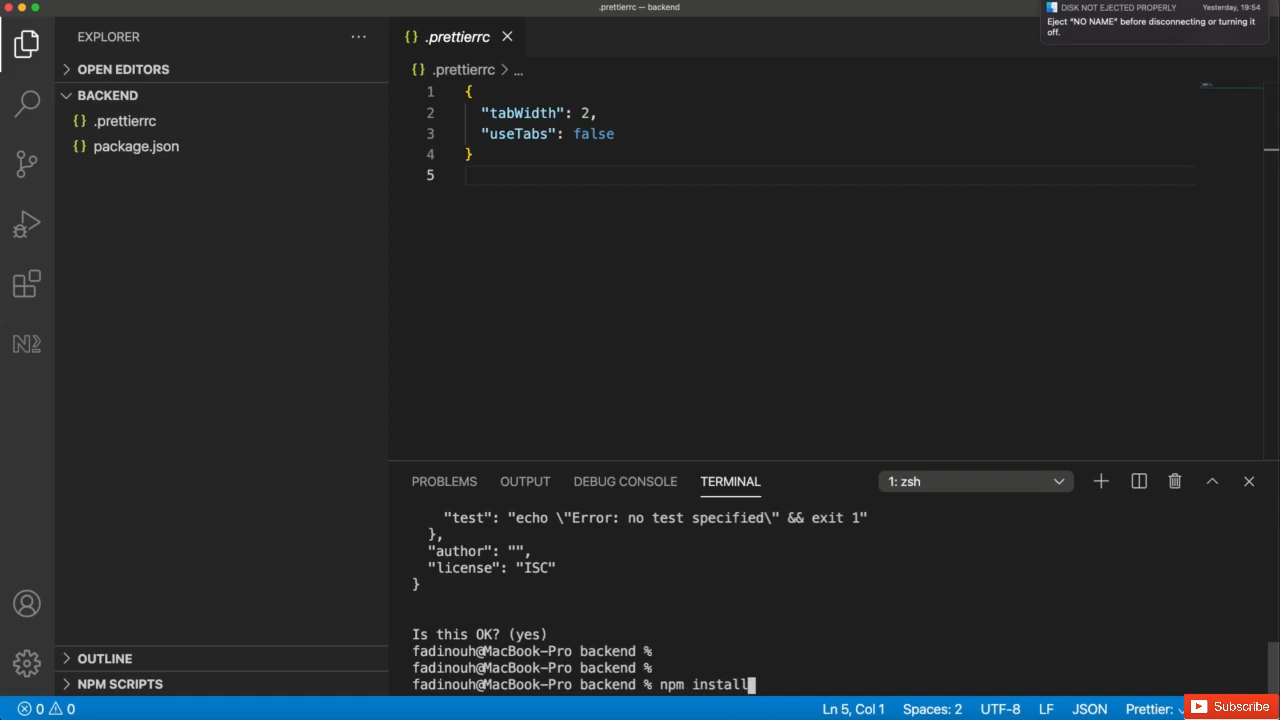 .prettierrc — backend
DISK NOT EJECTED PROPERLY Yesterday, 19:54
Eject “NO NAME” before disconnecting or turning it
off.
EXPLORER
OPEN EDITORS
BACKEND
{} .prettierrc
{} package.json
OUTLINE
NPM SCRIPTS
{} .prettierrc
{} .prettierrc > ...
1 {
2 "tabWidth": 2,
3 "useTabs": false
4 }
5
PROBLEMS OUTPUT DEBUG CONSOLE TERMINAL 1: zsh
"test": "echo \"Error: no test specified\" && exit 1"
},
"author": "",
"license": "ISC"
}
Is this OK? (yes)
fadinouh@MacBook-Pro backend %
fadinouh@MacBook-Pro backend %
fadinouh@MacBook-Pro backend % npm install
0 0 Ln 5, Col 1 Spaces: 2 UTF-8 LF JSON Prettier: ✓
Subscribe